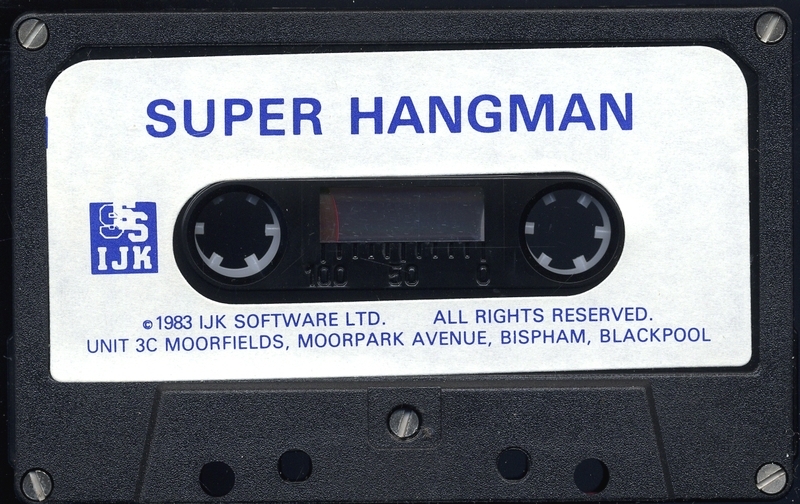 SUPER HANGMAN
SS
IJK
100 50 0
©1983 IJK SOFTWARE LTD. ALL RIGHTS RESERVED.
UNIT 3C MOORFIELDS, MOORPARK AVENUE, BISPHAM, BLACKPOOL